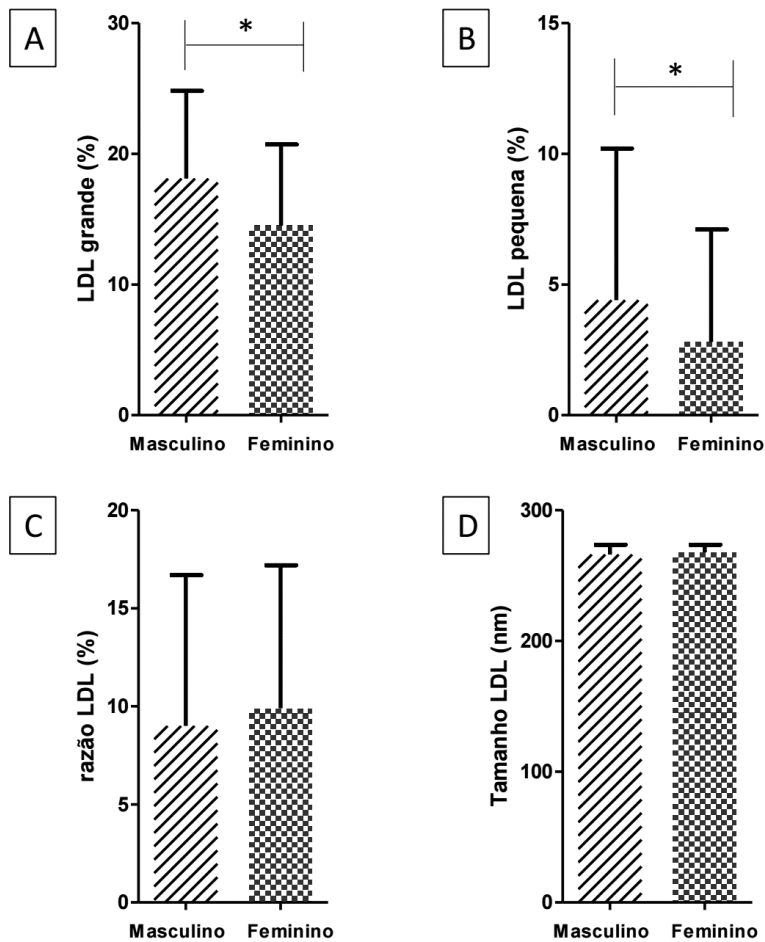 A
LDL grande (%)
30
20
10
0
*
Masculino Feminino
B
LDL pequena (%)
15
10
5
0
*
Masculino Feminino
C
razão LDL (%)
20
15
10
5
0
Masculino Feminino
D
Tamanho LDL (nm)
300
200
100
0
Masculino Feminino